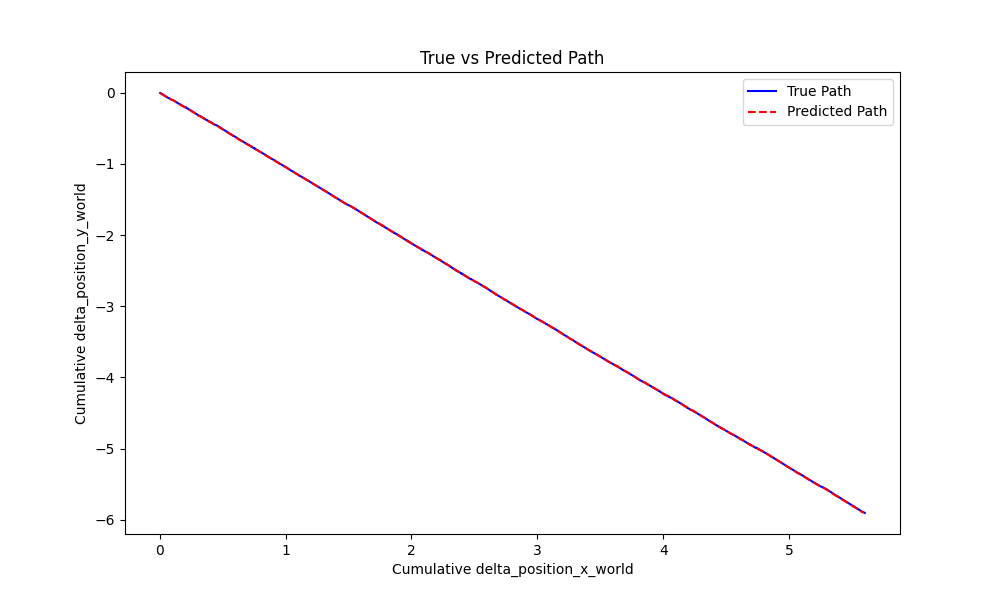 True vs Predicted Path
True Path
Predicted Path
Cumulative delta_position_y_world
0
−1
−2
−3
−4
−5
−6
0 1 2 3 4 5
Cumulative delta_position_x_world